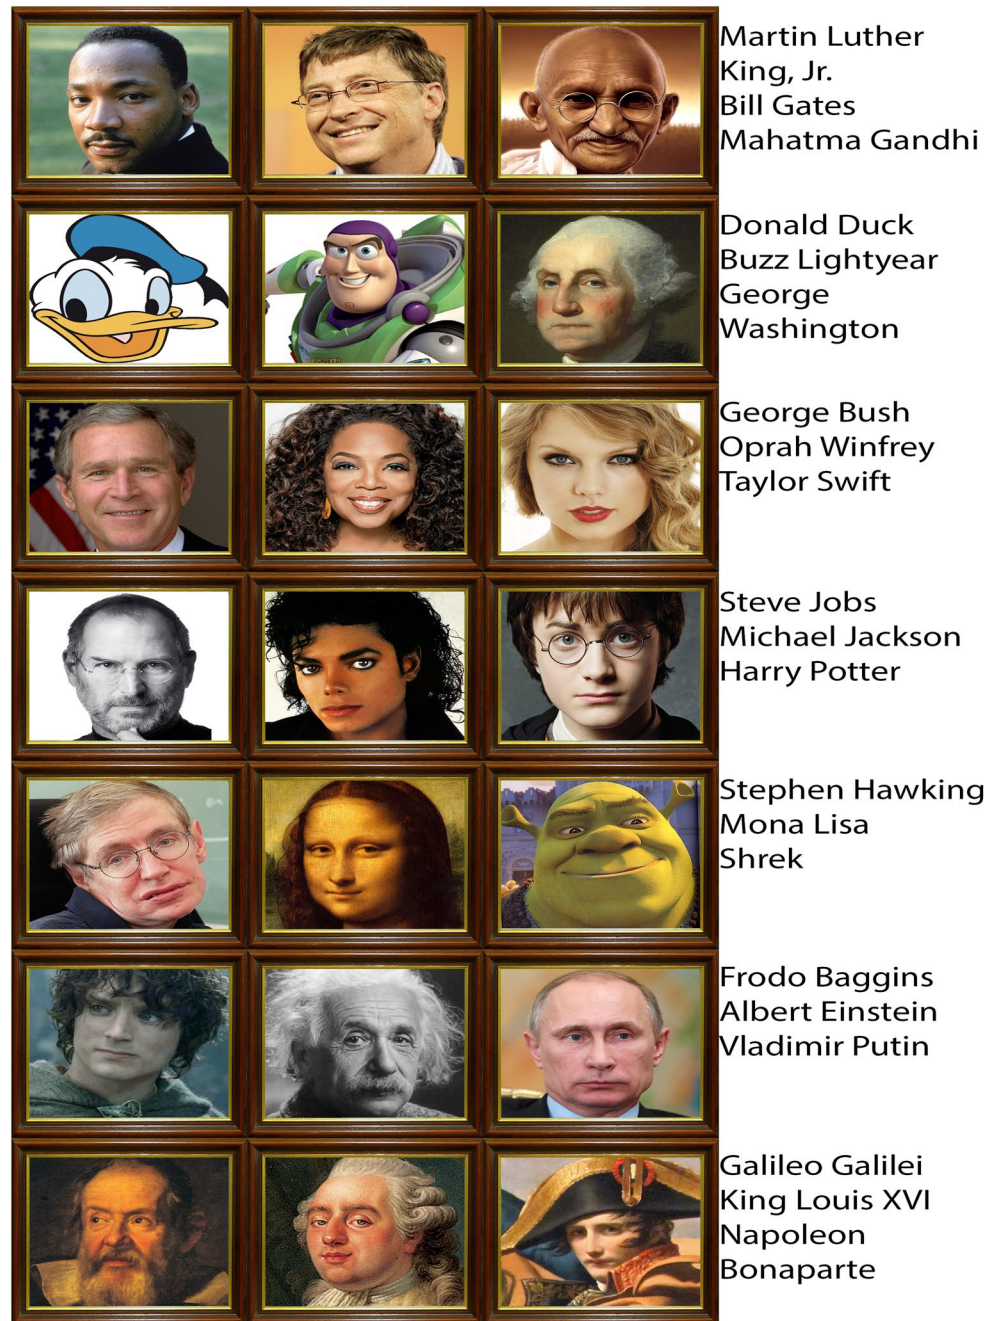 Martin Luther
King, Jr.
Bill Gates
Mahatma Gandhi
Donald Duck
Buzz Lightyear
George
Washington
George Bush
Oprah Winfrey
Taylor Swift
Steve Jobs
Michael Jackson
Harry Potter
Stephen Hawking
Mona Lisa
Shrek
Frodo Baggins
Albert Einstein
Vladimir Putin
Galileo Galilei
King Louis XVI
Napoleon
Bonaparte